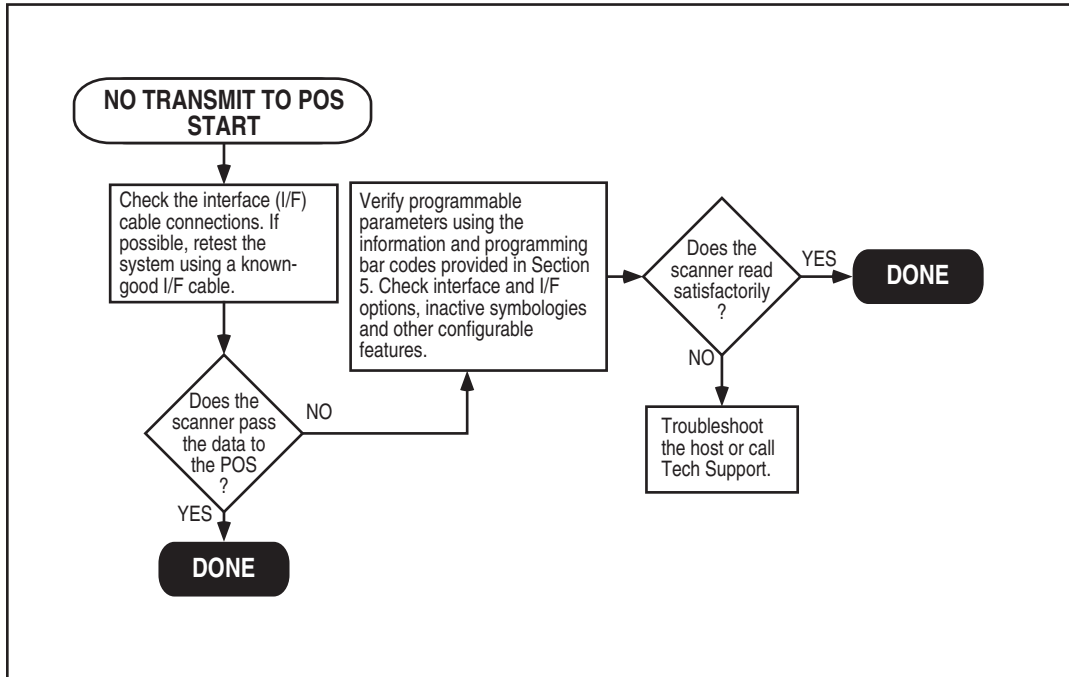 NO TRANSMIT TO POS
START
Check the interface (I/F)
cable connections. If
possible, retest the
system using a known-
good I/F cable.
Does the
scanner pass
the data to
the POS
?
YES
DONE
NO
Verify programmable
parameters using the
information and programming
bar codes provided in Section
5. Check interface and I/F
options, inactive symbologies
and other configurable
features.
Does the
scanner read
satisfactorily
?
YES
DONE
NO
Troubleshoot
the host or call
Tech Support.